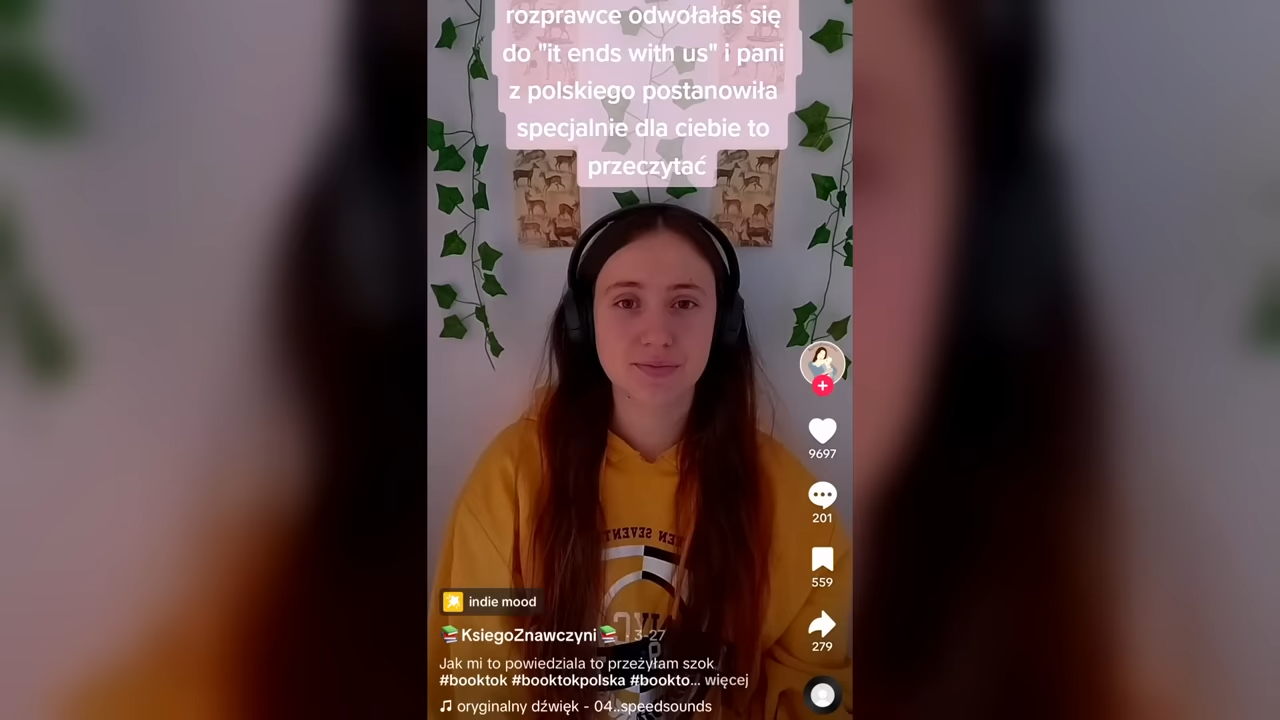 rozprawce odwołałaś się
do "it ends with us" i pani
z polskiego postanowiła
specjalnie dla ciebie to
przeczytać
9697
201
559
279
indie mood
KsiegoZnawczyni · 3-27
Jak mi to powiedziala to przeżyłam szok
#booktok #booktokpolska #bookto... więcej
oryginalny dźwięk - 04..speedsounds